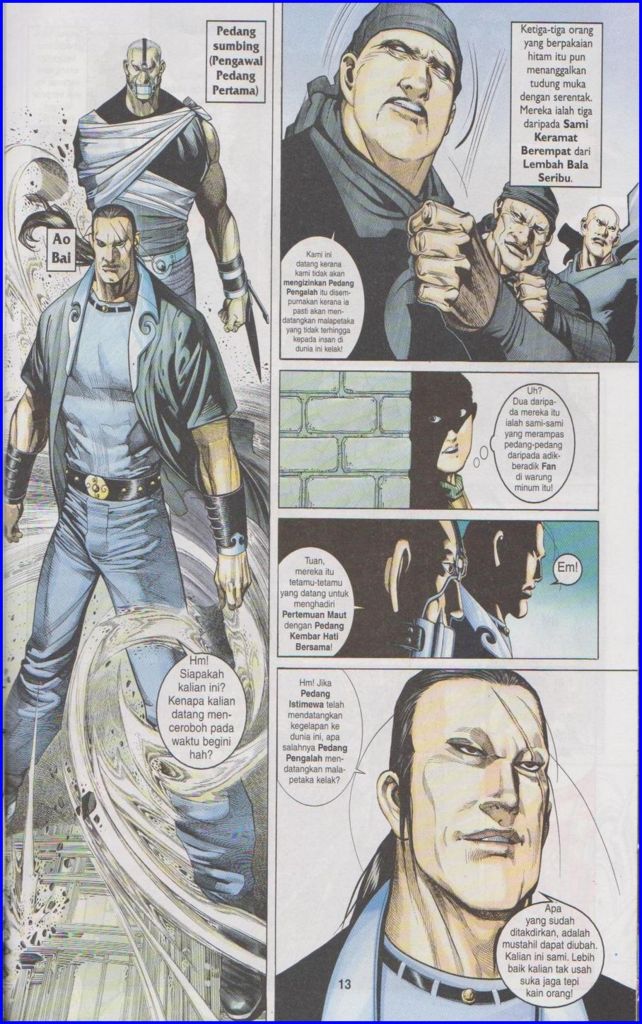 Pedang
sumbing
(Pengawal
Pedang
Pertama)
Ao
Bai
Hm!
Siapakah
kalian ini?
Kenapa kalian
datang men-
ceroboh pada
waktu begini
hah?
Ketiga-tiga orang
yang berpakaian
hitam itu pun
menanggalkan
tudung muka
dengan serentak.
Mereka ialah tiga
daripada Sami
Keramat
Berempat dari
Lembah Bala
Seribu.
Kami ini
datang kerana
kami tidak akan
mengizinkan Pedang
Pengalah itu disem-
purnakan kerana ia
pasti akan men-
datangkan malapetaka
yang tidak terhingga
kepada insan di
dunia ini kelak!
Uh?
Dua daripa-
da mereka itu
ialah sami-sami
yang merampas
pedang-pedang
daripada adik-
beradik Fan
di warung
minum itu!
Tuan,
mereka itu
tetamu-tetamu
yang datang untuk
menghadiri
Pertemuan Maut
dengan Pedang
Kembar Hati
Bersama!
Em!
Hm! Jika
Pedang
Istimewa telah
mendatangkan
kegelapan ke
dunia ini, apa
salahnya Pedang
Pengalah men-
datangkan mala-
petaka kelak?
Apa
yang sudah
ditakdirkan, adalah
mustahil dapat diubah.
Kalian ini sami. Lebih
baik kalian tak usah
suka jaga tepi
kain orang!
13